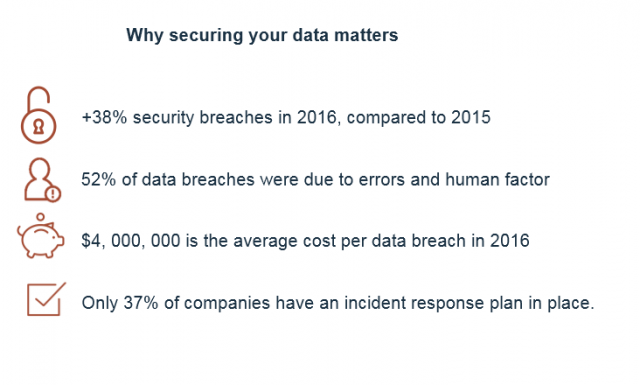 Why securing your data matters
+38% security breaches in 2016, compared to 2015
52% of data breaches were due to errors and human factor
$4, 000, 000 is the average cost per data breach in 2016
Only 37% of companies have an incident response plan in place.